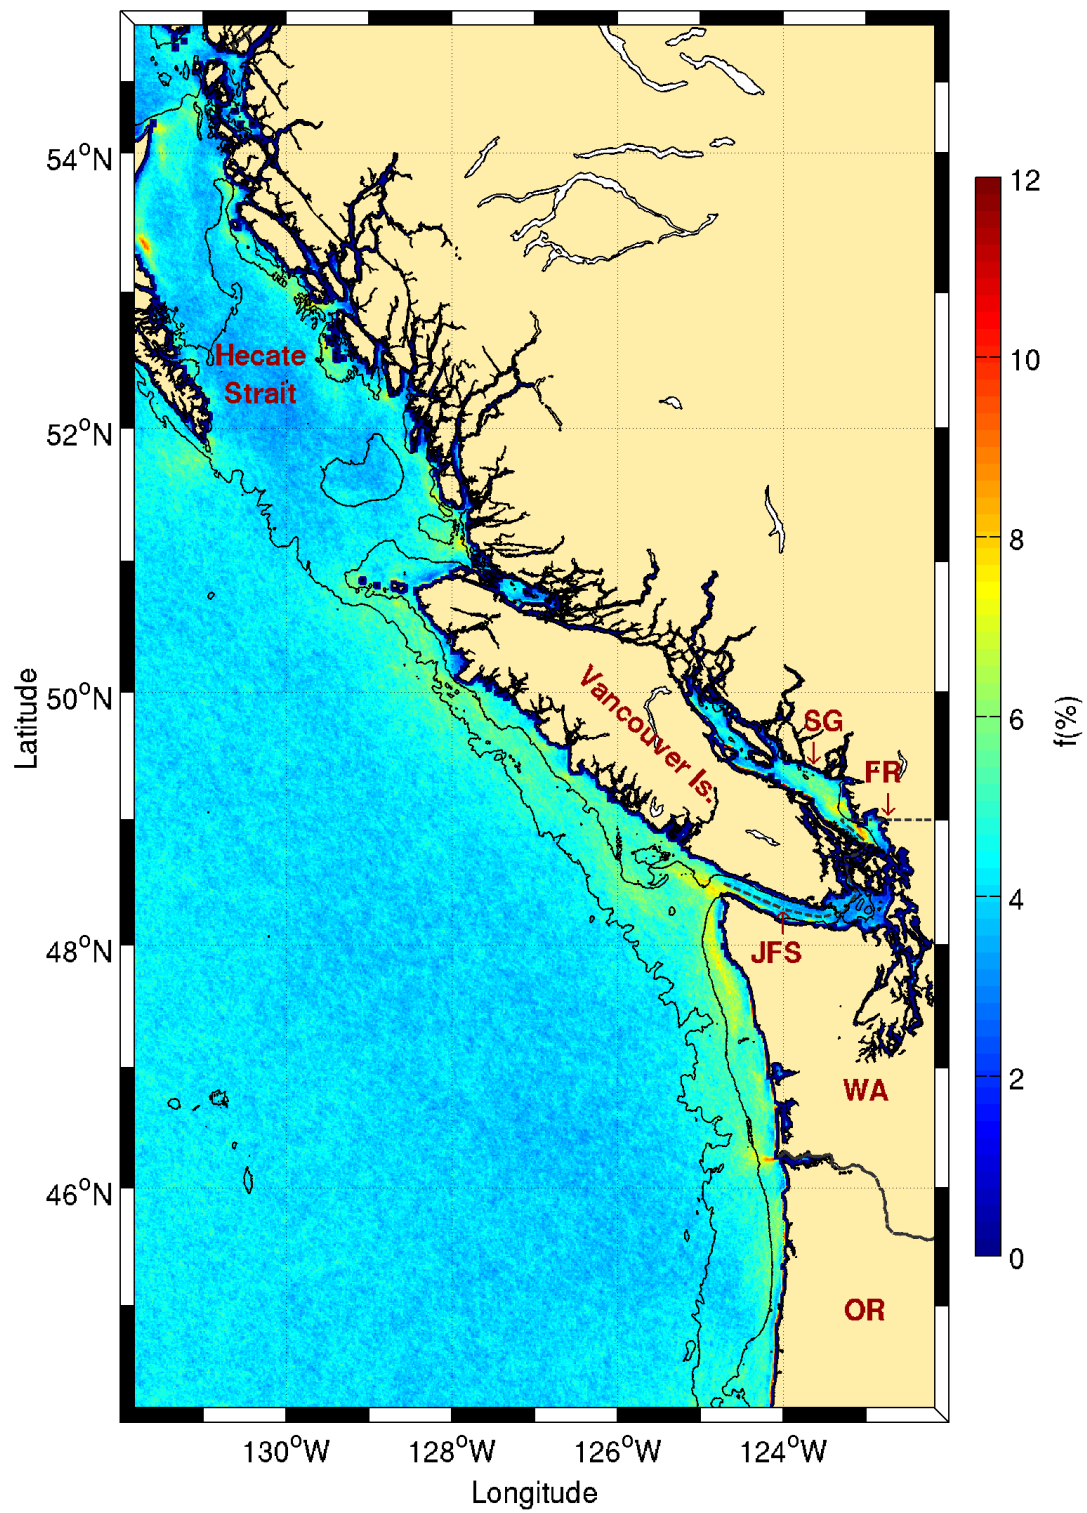 54°N
52°N
50°N
48°N
46°N
Latitude
Hecate
Strait
Vancouver Is.
SG
FR
JFS
WA
OR
130°W
128°W
126°W
124°W
Longitude
12
10
8
6
4
2
0
f(%)